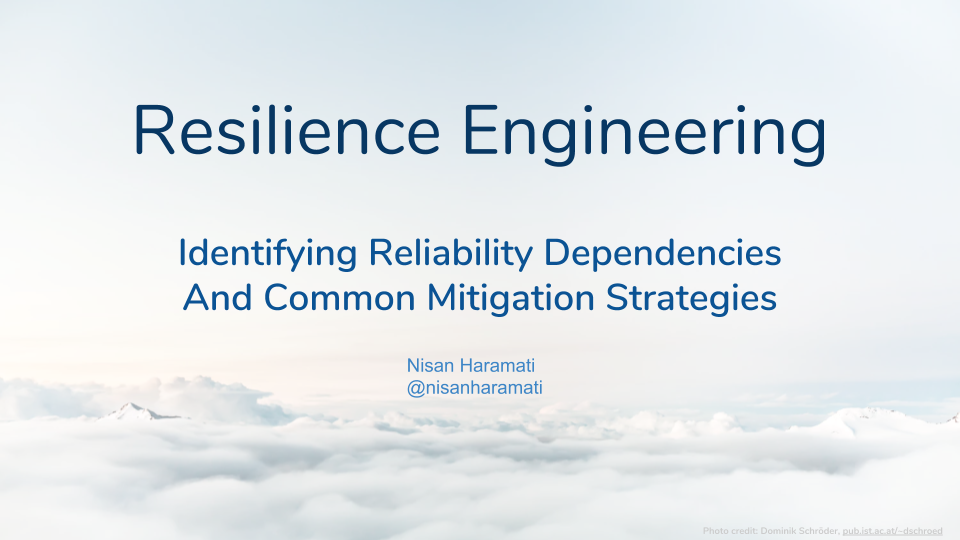 Resilience Engineering
Identifying Reliability Dependencies
And Common Mitigation Strategies
Nisan Haramati
@nisanharamati
Photo credit: Dominik Schröder, pub.ist.ac.at/~dschroed